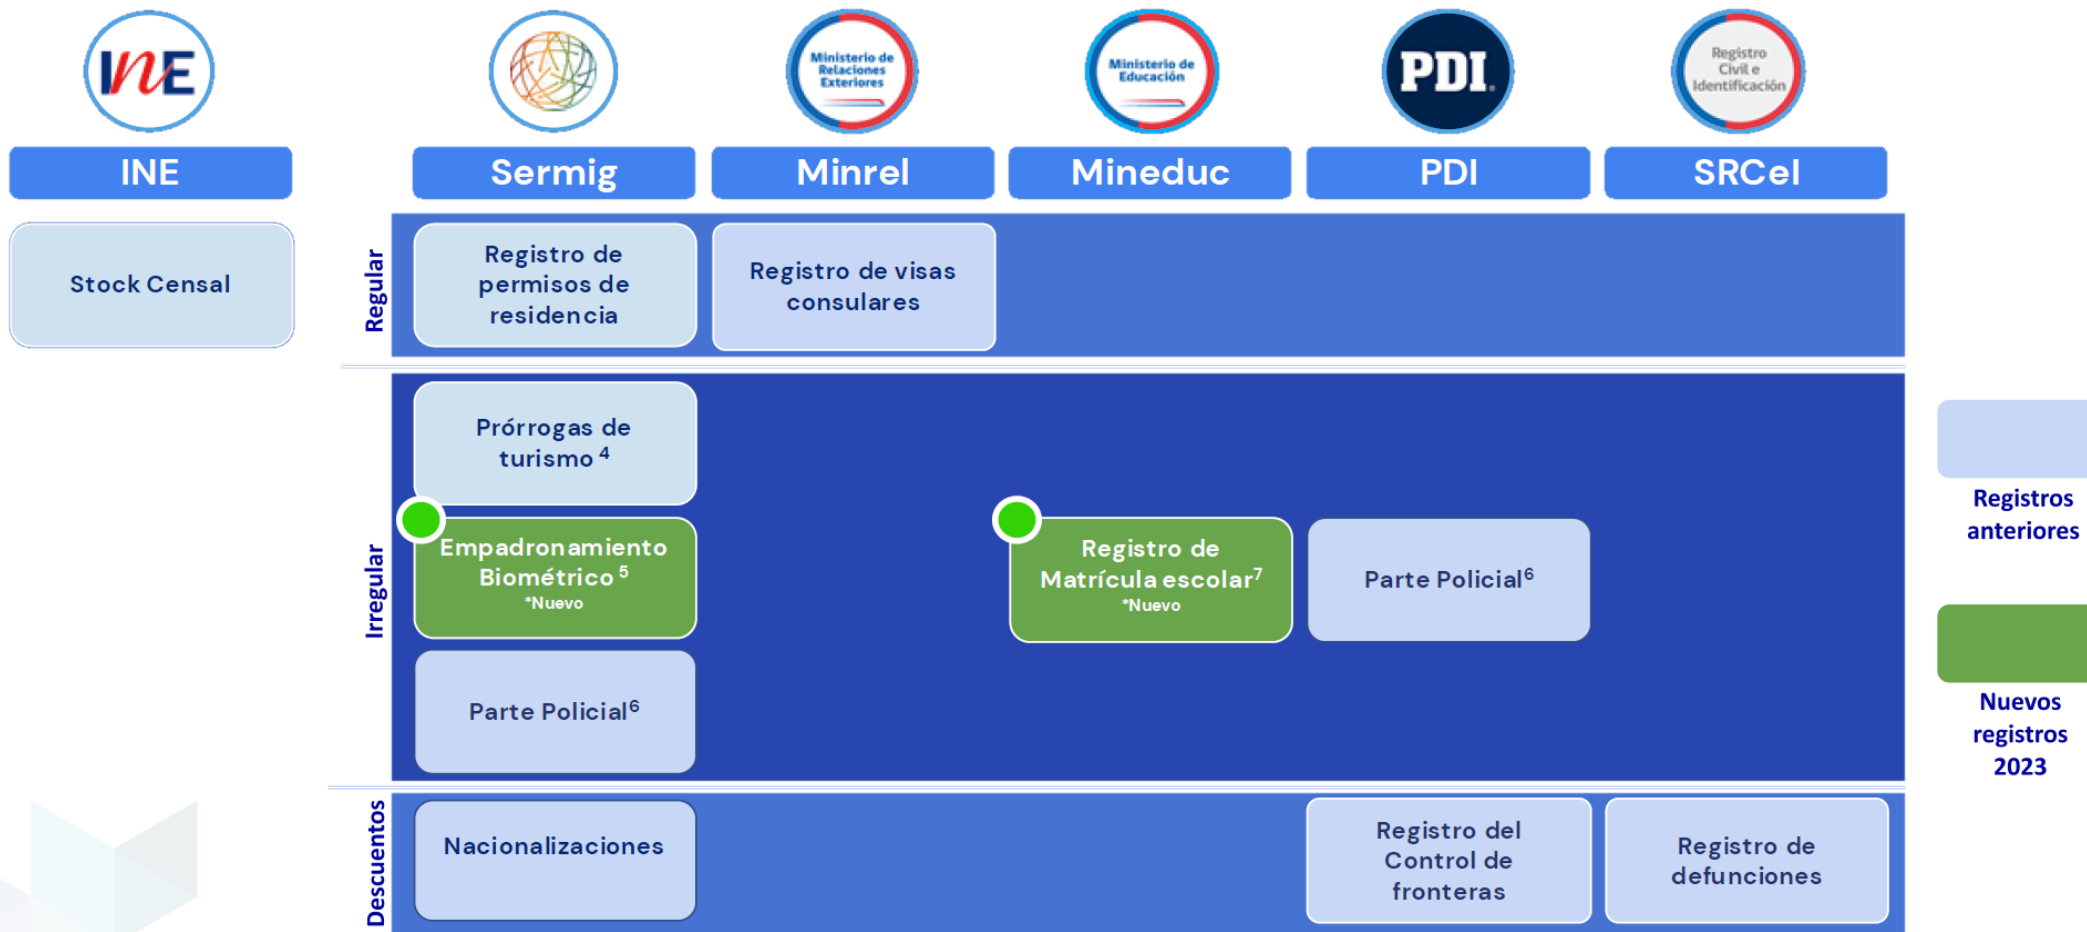 INE
Ministerio de
Relaciones
Exteriores
Ministerio de
Educación
PDI.
Registro
Civil e
Identificación
INE
Sermig
Minrel
Mineduc
PDI
SRCeI
Stock Censal
Regular
Registro de
permisos de
residencia
Registro de visas
consulares
Irregular
Prórrogas de
turismo 4
Empadronamiento
Biométrico 5
*Nuevo
Parte Policial6
Registro de
Matrícula escolar7
*Nuevo
Parte Policial6
Descuentos
Nacionalizaciones
Registro del
Control de
fronteras
Registro de
defunciones
Registros
anteriores
Nuevos
registros
2023